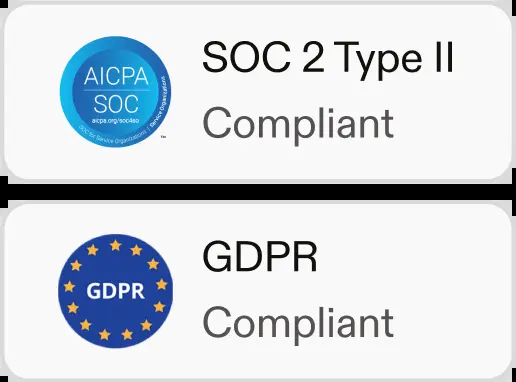 SOC 2 Type II
AICPA
SOC
aicpa.org/soc4so
SOC for Service Organizations | Service Organizations
TM
Compliant
GDPR
GDPR
Compliant